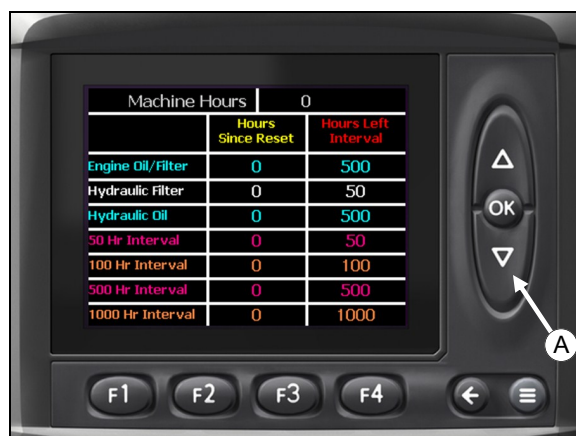 Machine Hours 0
Hours Since Reset Hours Left Interval
Engine Oil/Filter 0 500
Hydraulic Filter 0 50
Hydraulic Oil 0 500
50 Hr Interval 0 50
100 Hr Interval 0 100
500 Hr Interval 0 500
1000 Hr Interval 0 1000
OK
A
F1 F2 F3 F4